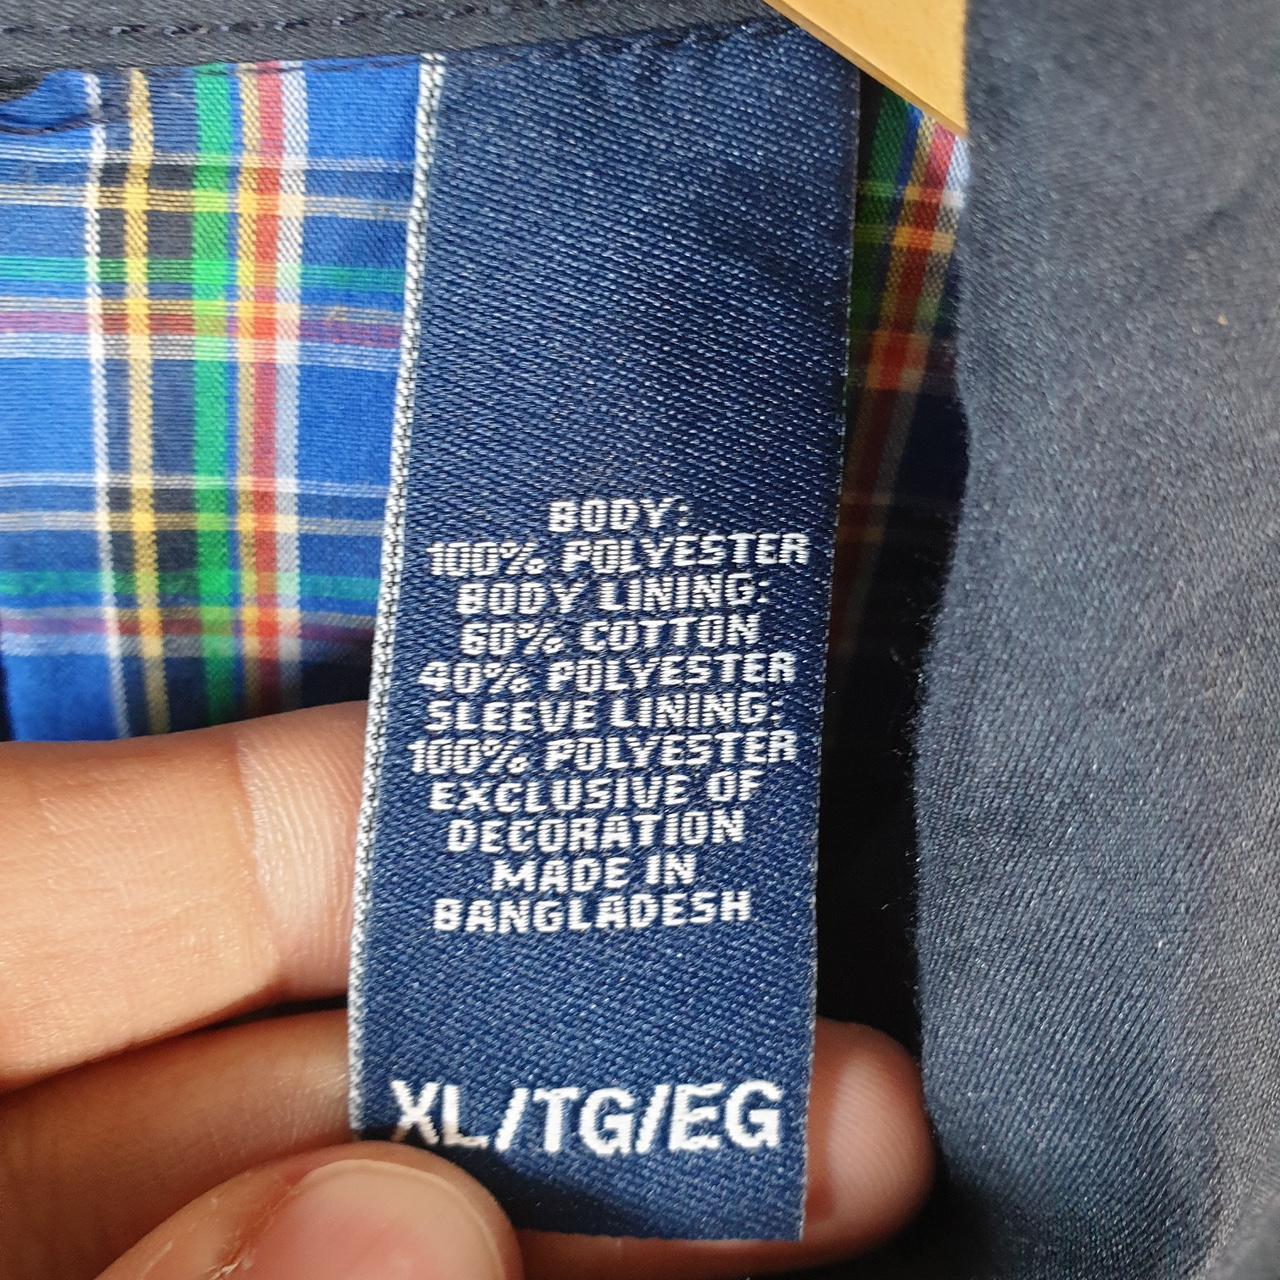 BODY:
100% POLYESTER
BODY LINING:
60% COTTON
40% POLYESTER
SLEEVE LINING:
100% POLYESTER
EXCLUSIVE OF
DECORATION
MADE IN
BANGLADESH
XL/TG/EG